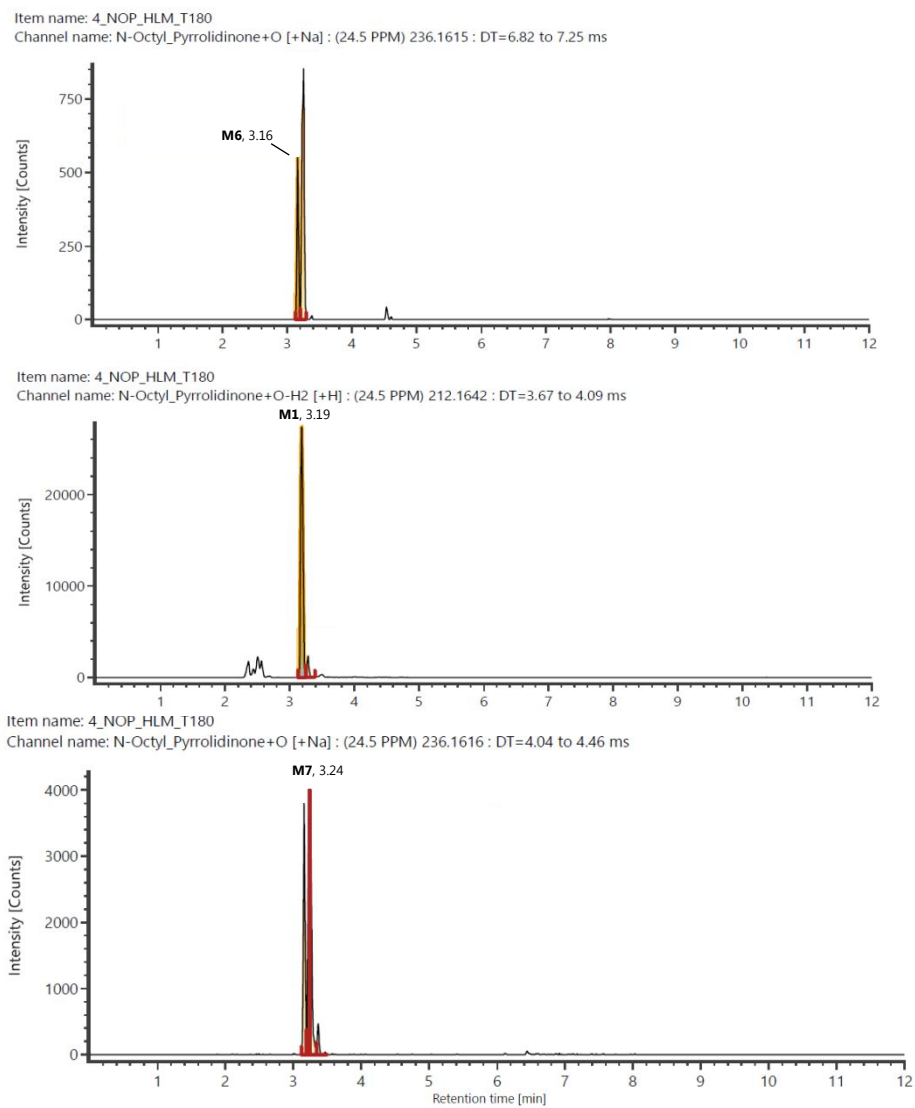 Item name: 4_NOP_HLM_T180
Channel name: N-Octyl_Pyrrolidinone+O [+Na] : (24.5 PPM) 236.1615 : DT=6.82 to 7.25 ms
750
M6, 3.16
500
250
0
Intensity [Counts]
1 2 3 4 5 6 7 8 9 10 11 12
Item name: 4_NOP_HLM_T180
Channel name: N-Octyl_Pyrrolidinone+O-H2 [+H] : (24.5 PPM) 212.1642 : DT=3.67 to 4.09 ms
M1, 3.19
20000
10000
0
Intensity [Counts]
1 2 3 4 5 6 7 8 9 10 11 12
Item name: 4_NOP_HLM_T180
Channel name: N-Octyl_Pyrrolidinone+O [+Na] : (24.5 PPM) 236.1616 : DT=4.04 to 4.46 ms
M7, 3.24
4000
3000
2000
1000
0
Intensity [Counts]
1 2 3 4 5 6 7 8 9 10 11 12
Retention time [min]